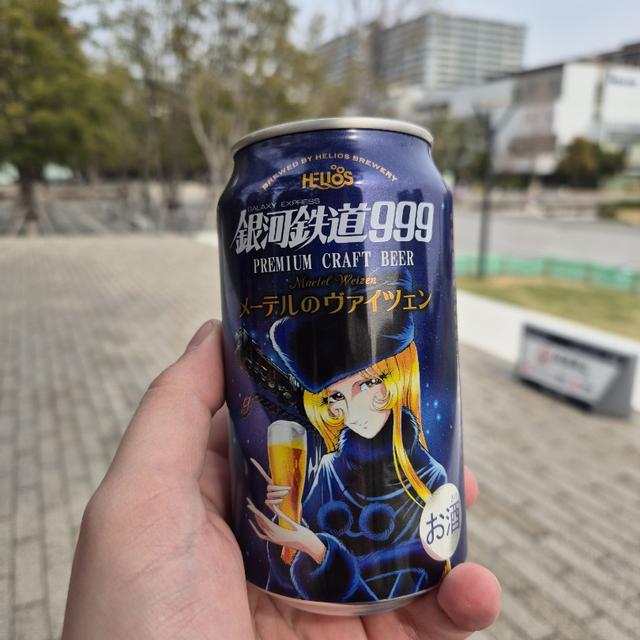 BREWED BY HELIOS BREWERY
HELIOS
GALAXY EXPRESS
銀河鉄道999
PREMIUM CRAFT BEER
Maetel Weizen
メーテルのヴァイツェン
お酒